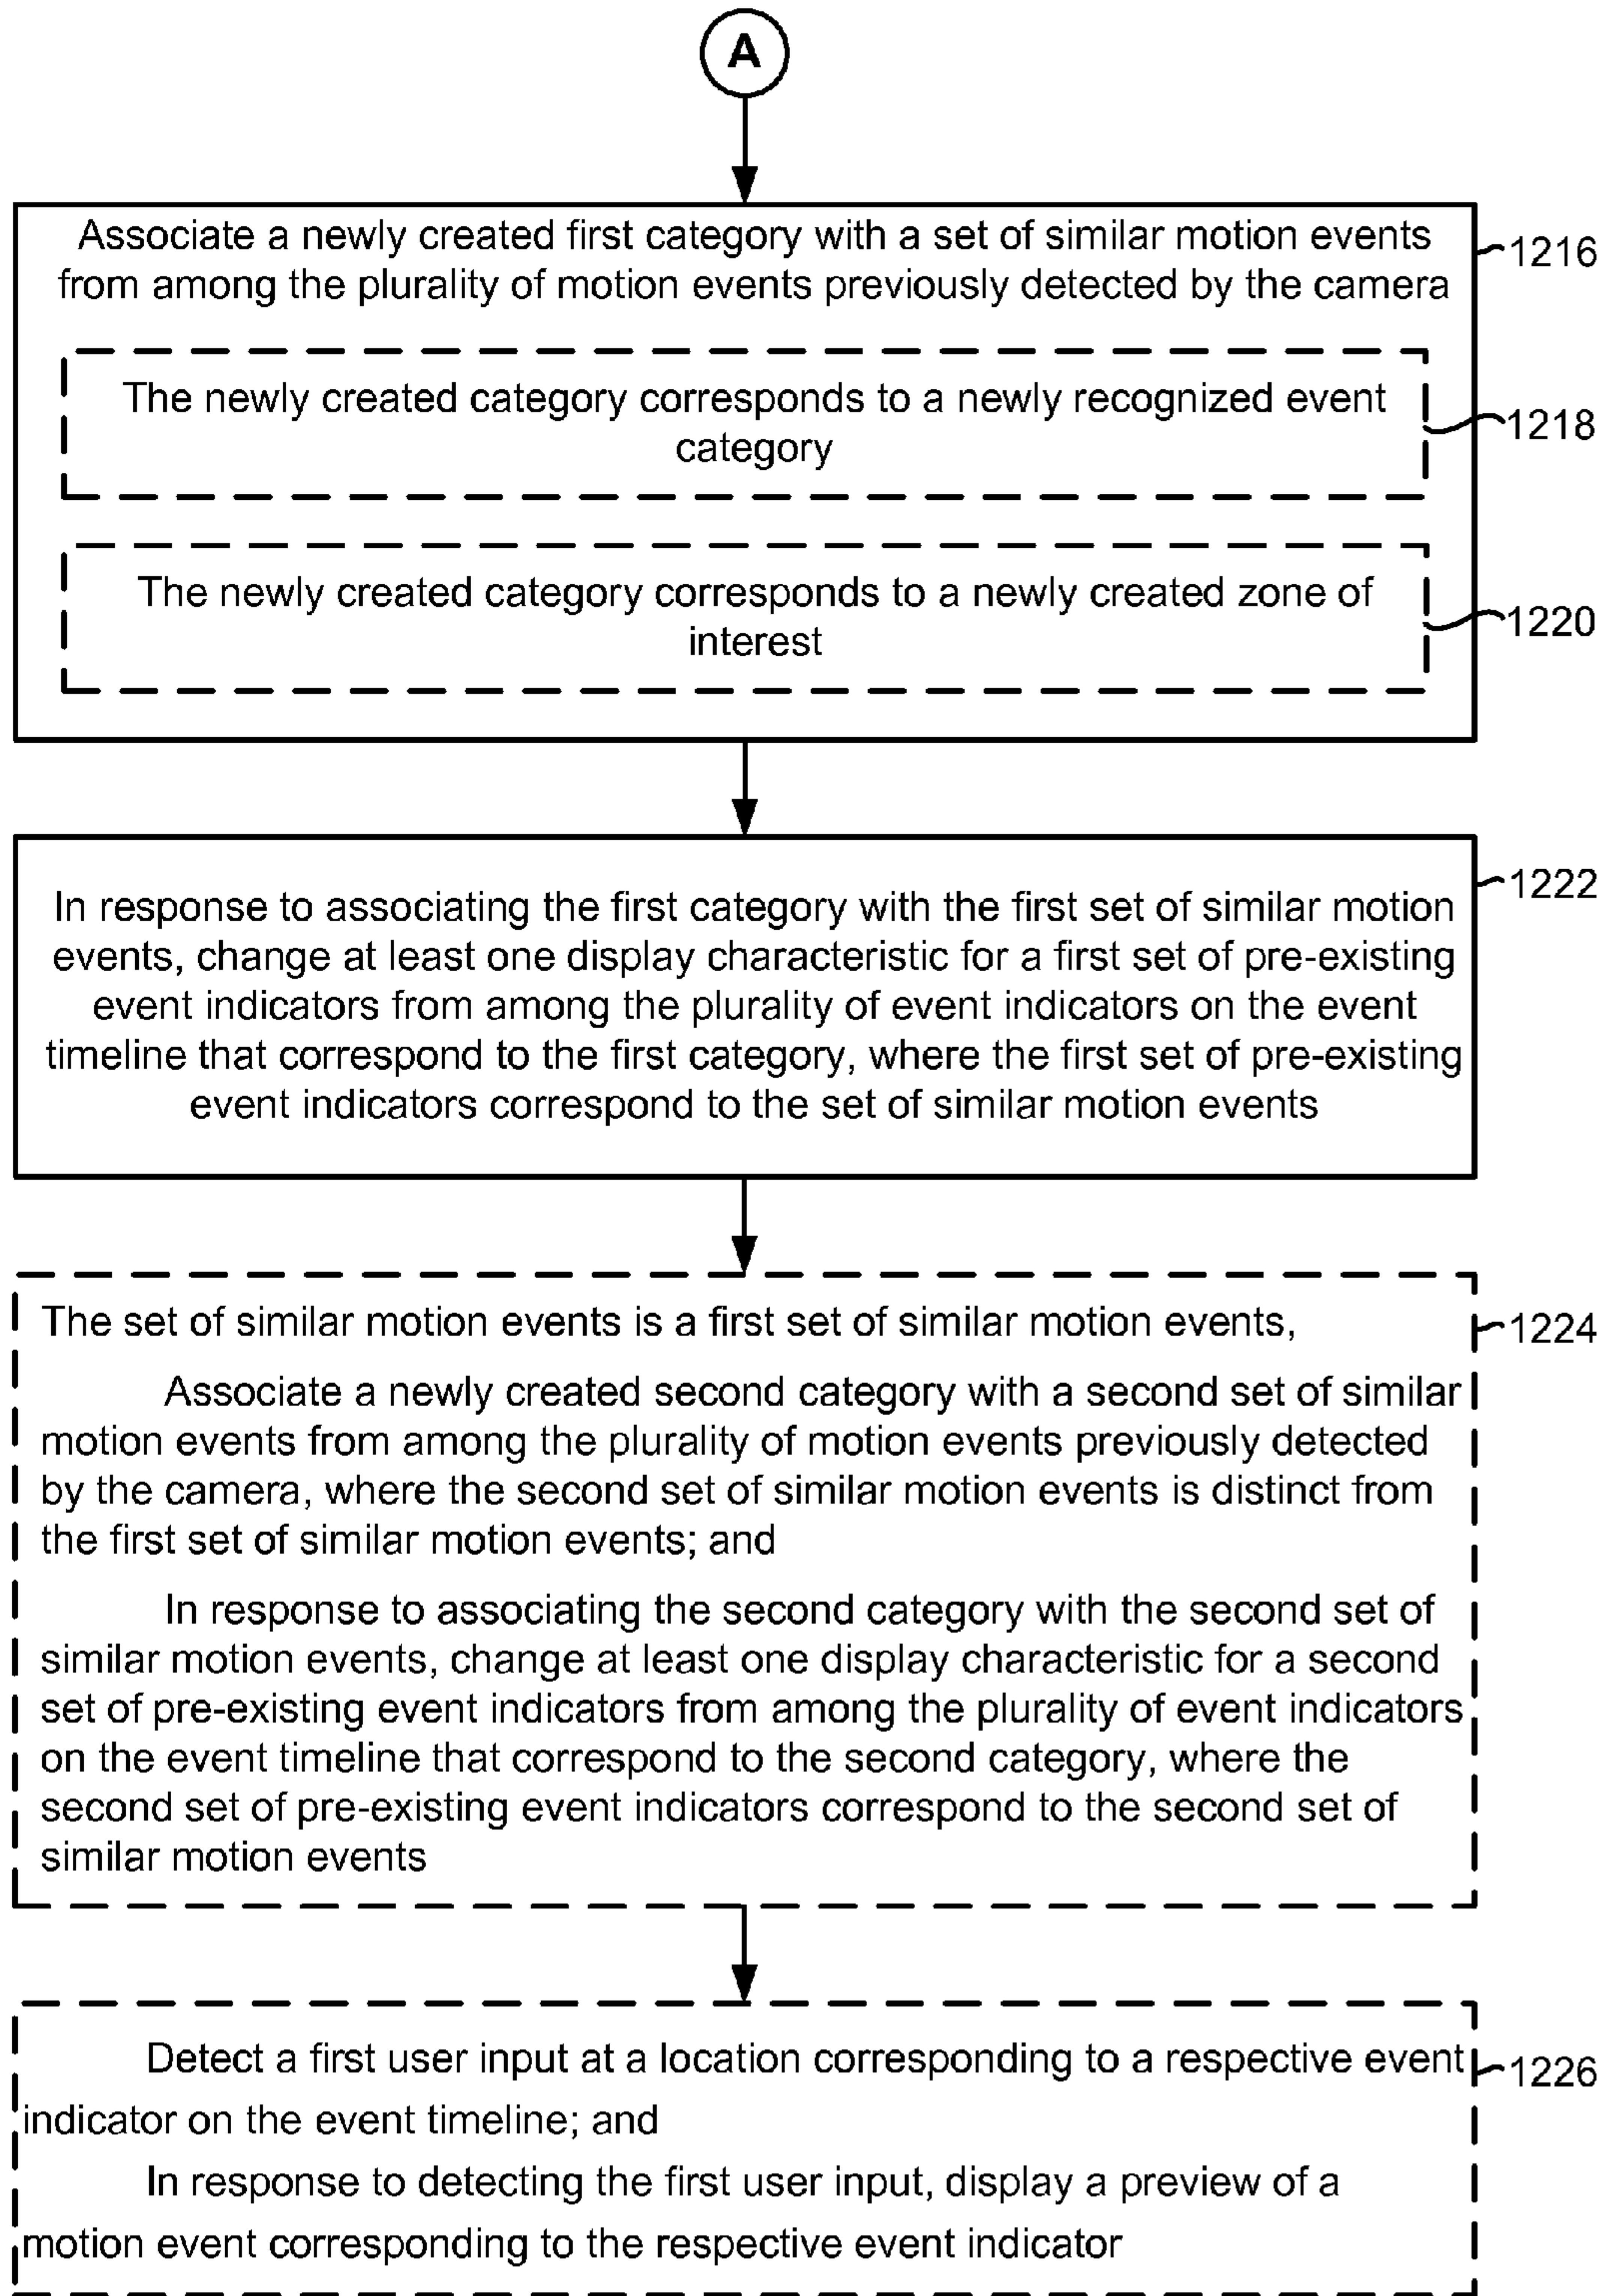 A
Associate a newly created first category with a set of similar motion events
from among the plurality of motion events previously detected by the camera
1216
The newly created category corresponds to a newly recognized event
category
1218
The newly created category corresponds to a newly created zone of
interest
1220
In response to associating the first category with the first set of similar motion
events, change at least one display characteristic for a first set of pre-existing
event indicators from among the plurality of event indicators on the event
timeline that correspond to the first category, where the first set of pre-existing
event indicators correspond to the set of similar motion events
1222
The set of similar motion events is a first set of similar motion events,
Associate a newly created second category with a second set of similar
motion events from among the plurality of motion events previously detected
by the camera, where the second set of similar motion events is distinct from
the first set of similar motion events; and
In response to associating the second category with the second set of
similar motion events, change at least one display characteristic for a second
set of pre-existing event indicators from among the plurality of event indicators
on the event timeline that correspond to the second category, where the
second set of pre-existing event indicators correspond to the second set of
similar motion events
1224
Detect a first user input at a location corresponding to a respective event
indicator on the event timeline; and
In response to detecting the first user input, display a preview of a
motion event corresponding to the respective event indicator
1226